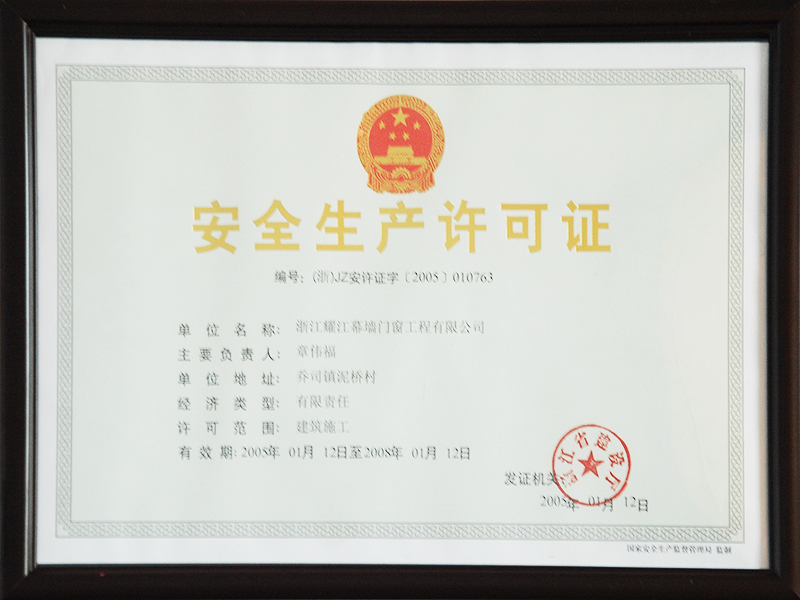 安全生产许可证
编号：(浙)JZ安许证字〔2005〕010763
单位名称：浙江耀江幕墙门窗工程有限公司
主要负责人：章伟福
单位地址：乔司镇泥桥村
经济类型：有限责任
许可范围：建筑施工
有效期：2005年 01月 12日至2008年 01月 12日
浙江省建设厅
发证机关：
2005年 01月 12日
国家安全生产监督管理局 监制